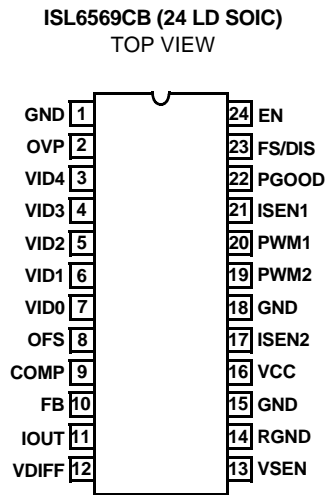 ISL6569CB (24 LD SOIC)
TOP VIEW
GND 1
OVP 2
VID4 3
VID3 4
VID2 5
VID1 6
VID0 7
OFS 8
COMP 9
FB 10
IOUT 11
VDIFF 12
24 EN
23 FS/DIS
22 PGOOD
21 ISEN1
20 PWM1
19 PWM2
18 GND
17 ISEN2
16 VCC
15 GND
14 RGND
13 VSEN